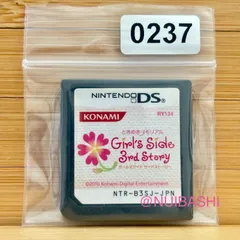 0237
NINTENDO DS
KONAMI
RY134
ときめきメモリアル
Girl's Side
3rd Story
©2010 Konami Digital Entertainment
NTR-B3SJ-JPN
@NUIBASHI